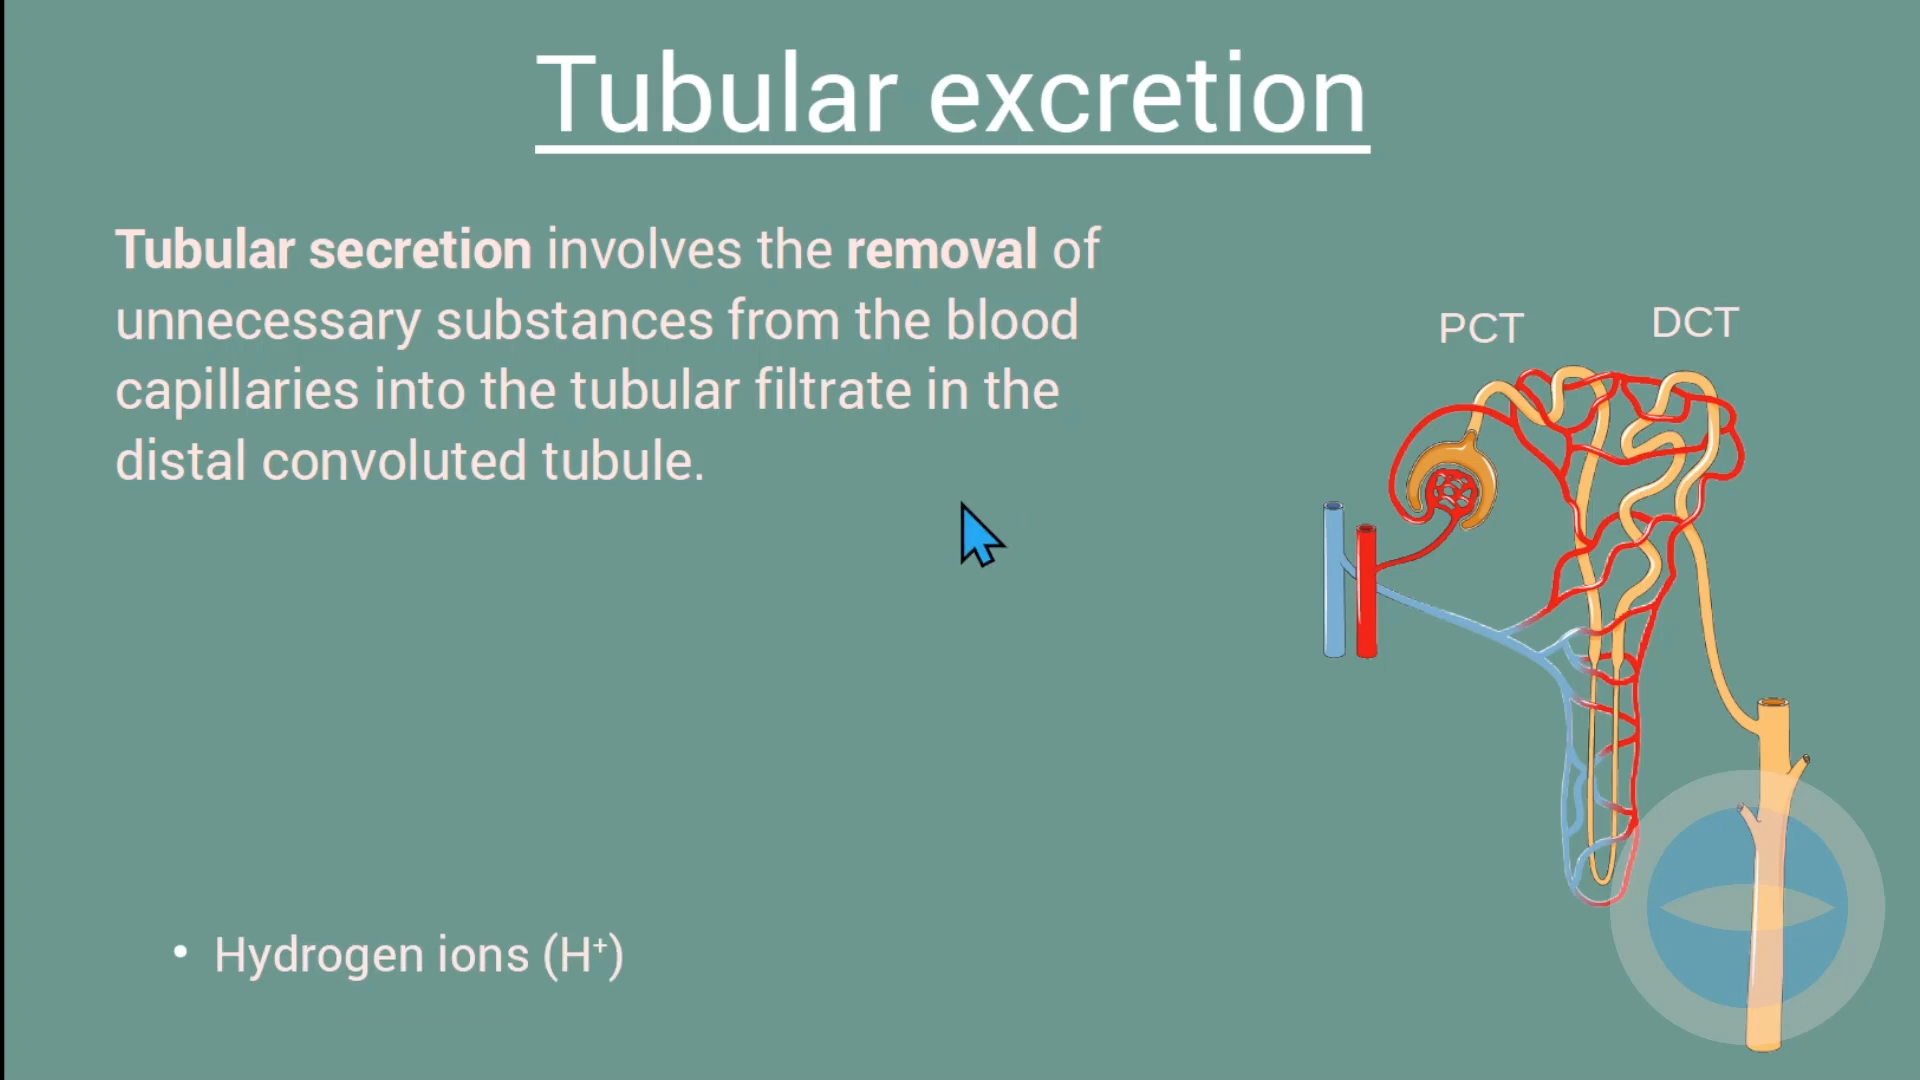 Tubular excretion
Tubular secretion involves the removal of
unnecessary substances from the blood
capillaries into the tubular filtrate in the
distal convoluted tubule.
PCT
DCT
• Hydrogen ions (H⁺)